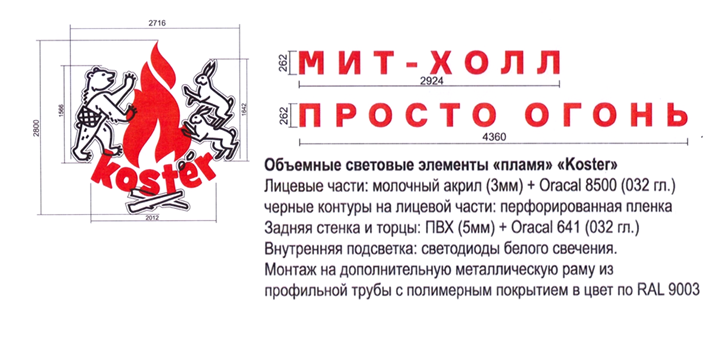 2716
2800
1566
1642
koster
2012
262
МИТ-ХОЛЛ
2924
262
ПРОСТО ОГОНЬ
4360
Объемные световые элементы «пламя» «Koster»
Лицевые части: молочный акрил (3мм) + Oracal 8500 (032 гл.)
черные контуры на лицевой части: перфорированная пленка
Задняя стенка и торцы: ПВХ (5мм) + Oracal 641 (032 гл.)
Внутренняя подсветка: светодиоды белого свечения.
Монтаж на дополнительную металлическую раму из
профильной трубы с полимерным покрытием в цвет по RAL 9003